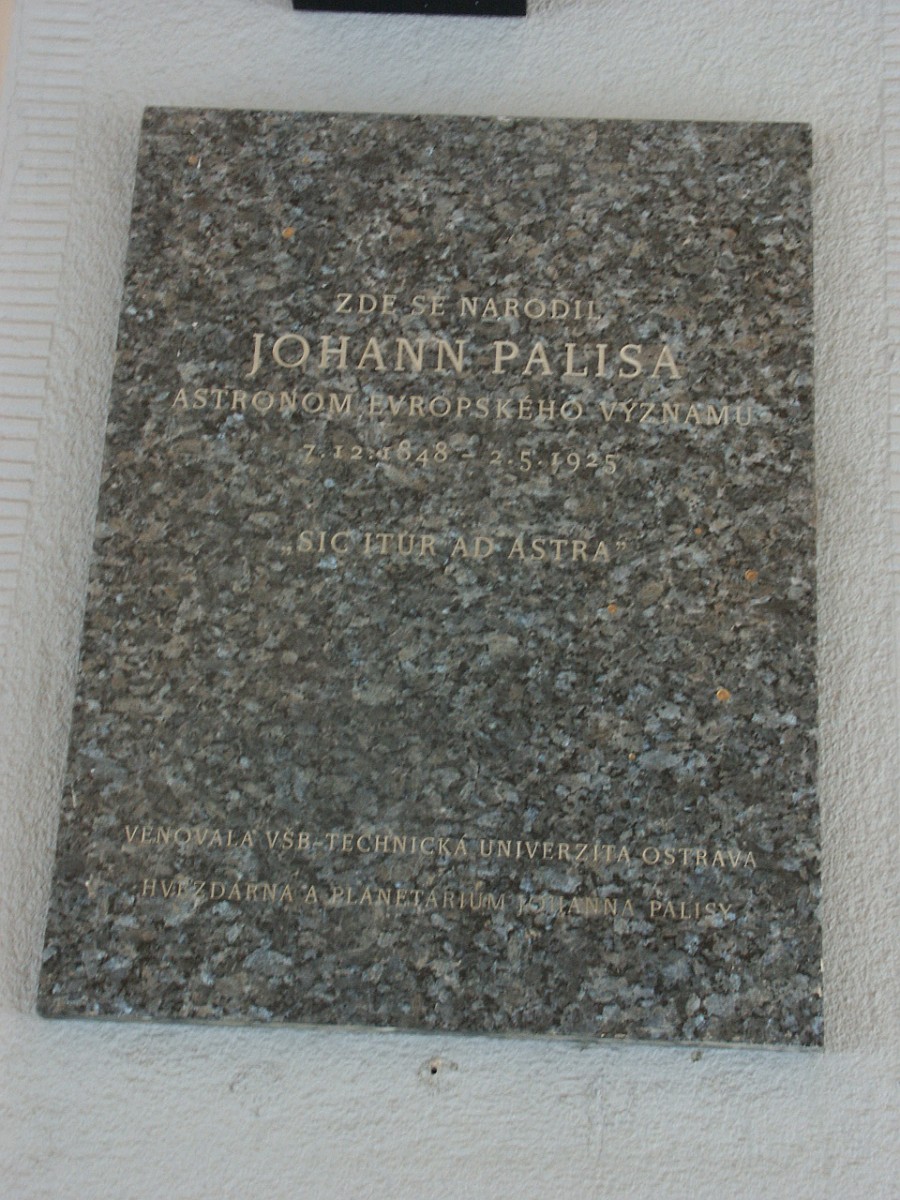 ZDE SE NARODIL
JOHANN PALISA
ASTRONOM EVROPSKÉHO VÝZNAMU
7.12.1848 – 2.5.1925
„SIC ITUR AD ASTRA”
VĚNOVALA VŠB-TECHNICKÁ UNIVERZITA OSTRAVA
HVĚZDÁRNA A PLANETÁRIUM JOHANNA PALISY